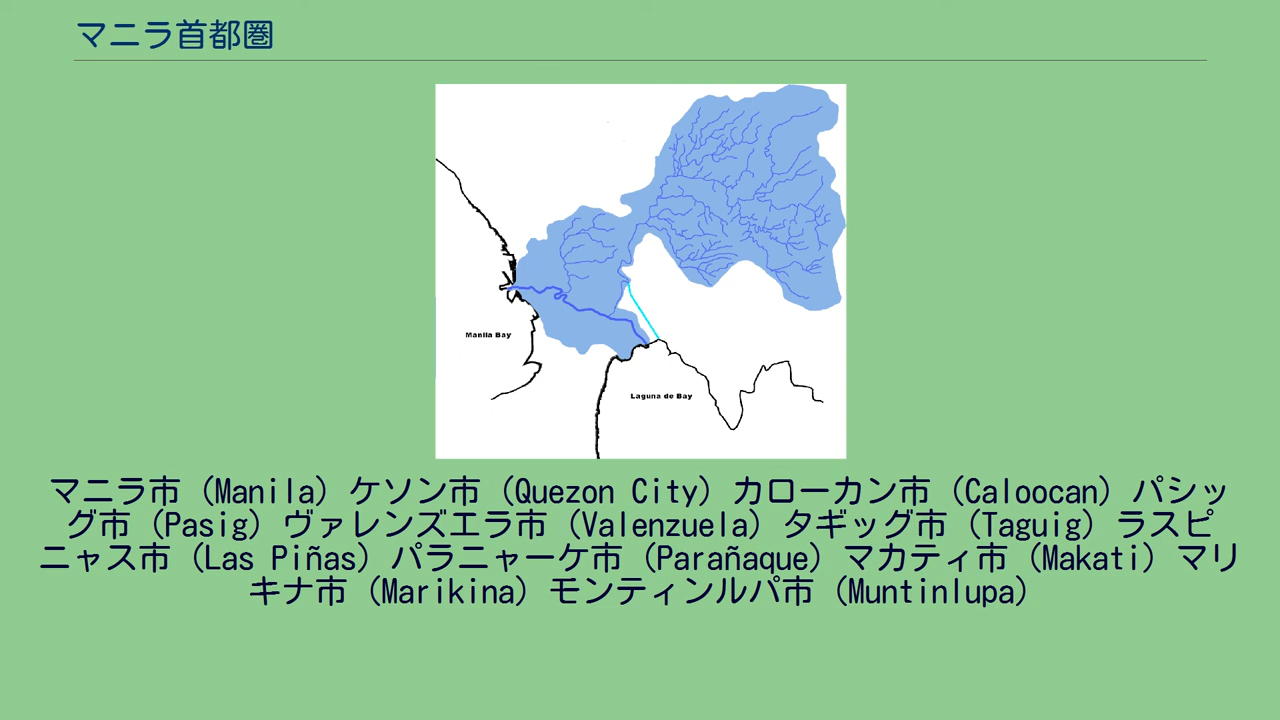 マニラ首都圏
Manila Bay
Laguna de Bay
マニラ市 (Manila) ケソン市 (Quezon City) カローカン市 (Caloocan) パシッ
グ市 (Pasig) ヴァレンズエラ市 (Valenzuela) タギッグ市 (Taguig) ラスピ
ニャス市 (Las Piñas) パラニャーケ市 (Parañaque) マカティ市 (Makati) マリ
キナ市 (Marikina) モンティンルパ市 (Muntinlupa)